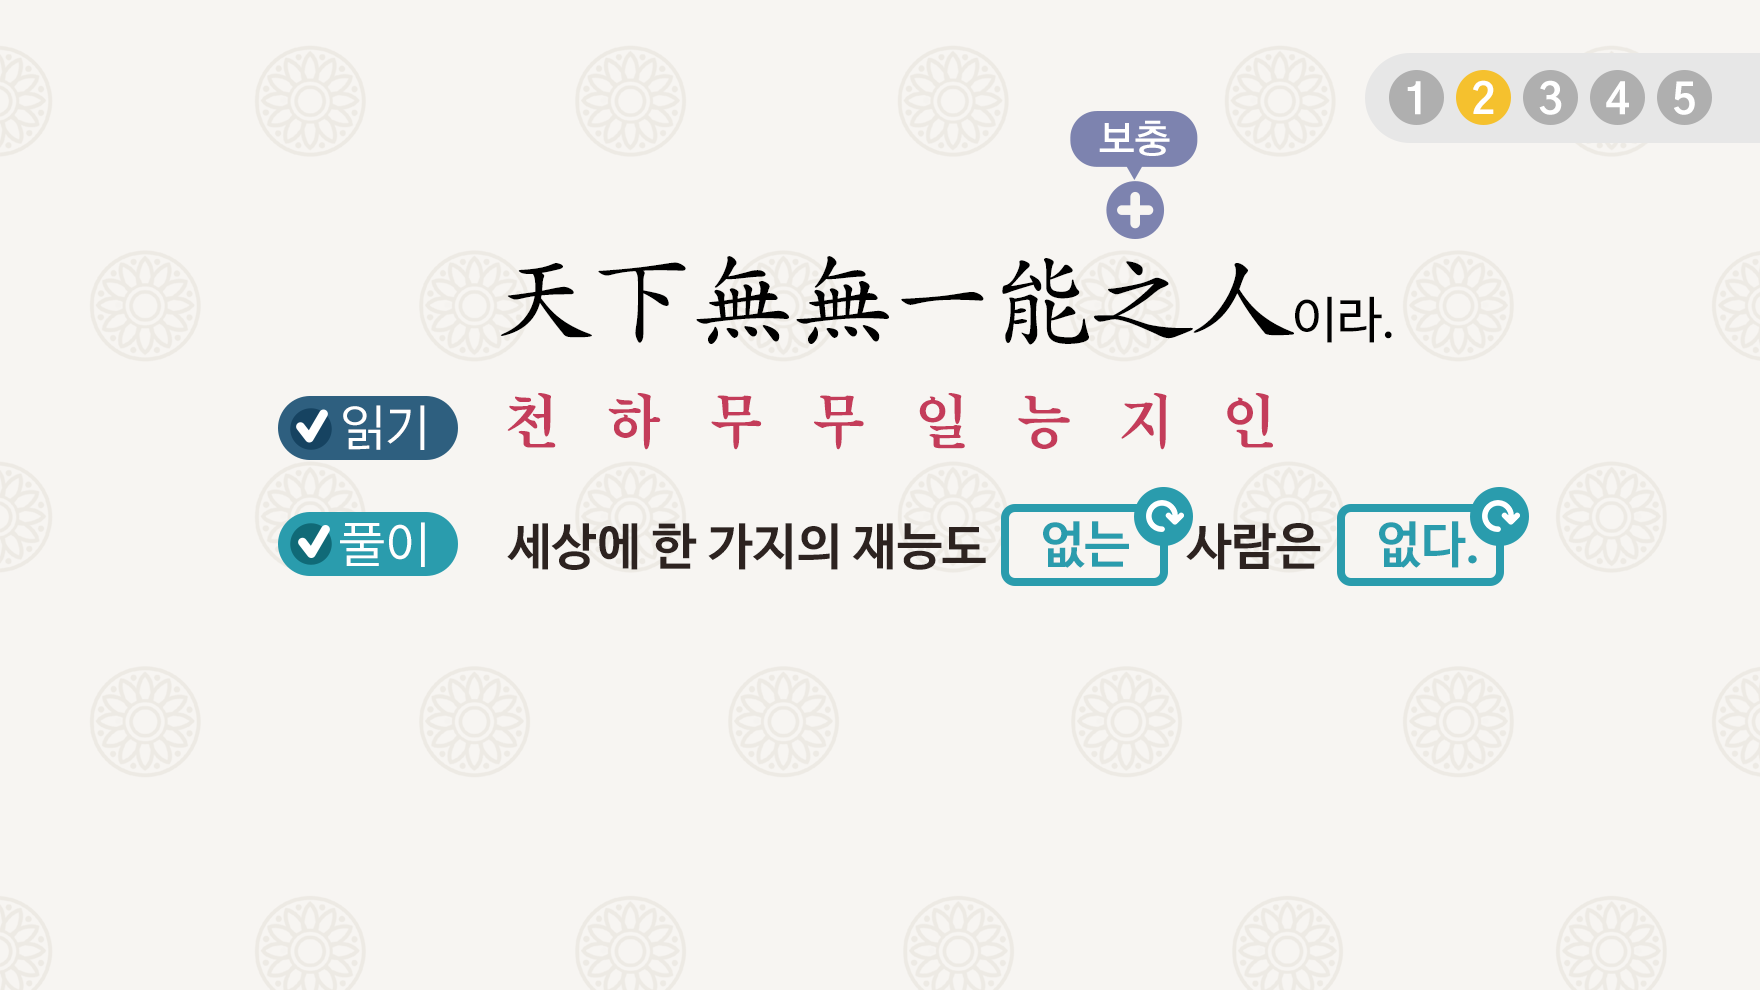 1 2 3 4 5
보충
天下無無一能之人이라.
읽기 천 하 무 무 일 능 지 인
풀이 세상에 한 가지의 재능도 없는 사람은 없다.